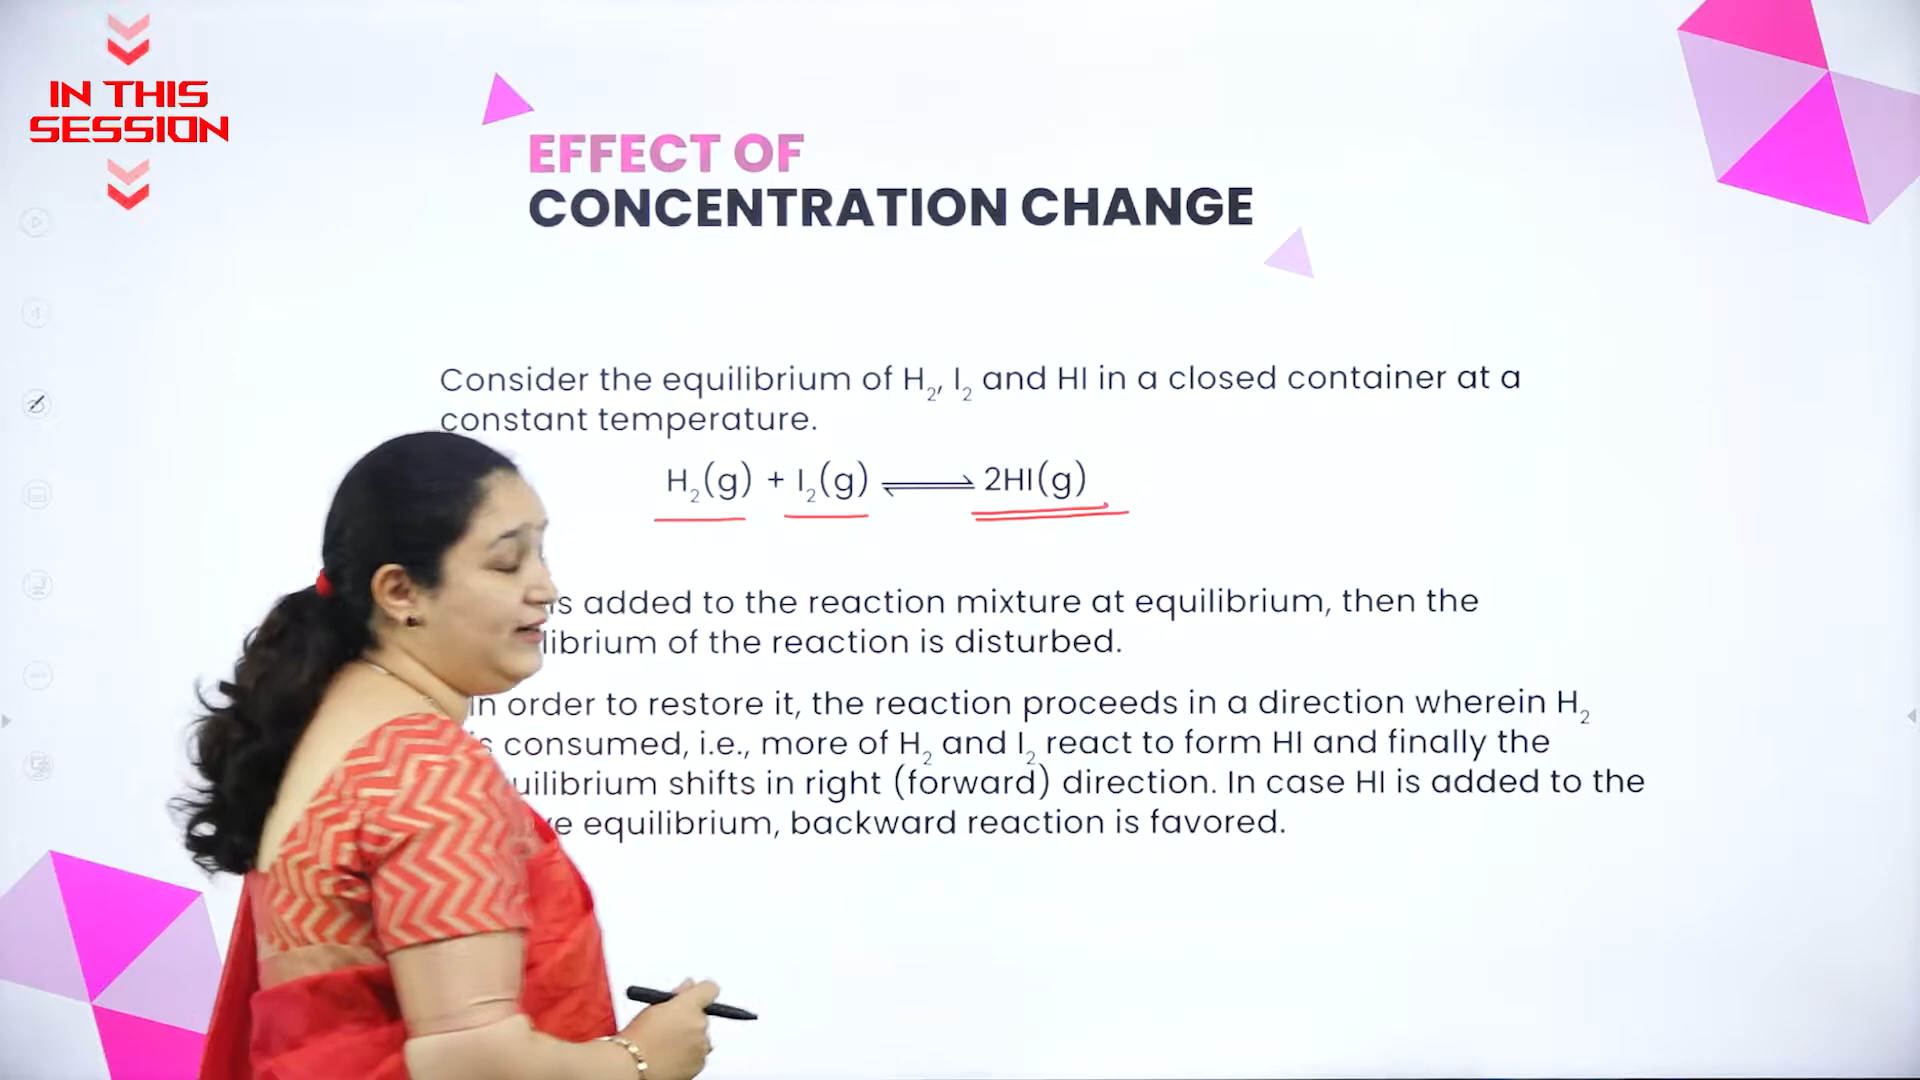 IN THIS
SESSION
EFFECT OF
CONCENTRATION CHANGE
Consider the equilibrium of H₂, I₂ and HI in a closed container at a
constant temperature.
H₂(g) + I₂(g) ⇌ 2HI(g)
is added to the reaction mixture at equilibrium, then the
of the reaction is disturbed.
In order to restore it, the reaction proceeds in a direction wherein H₂
consumed, i.e., more of H₂ and I₂ react to form HI and finally the
shifts in right (forward) direction. In case HI is added to the
equilibrium, backward reaction is favored.